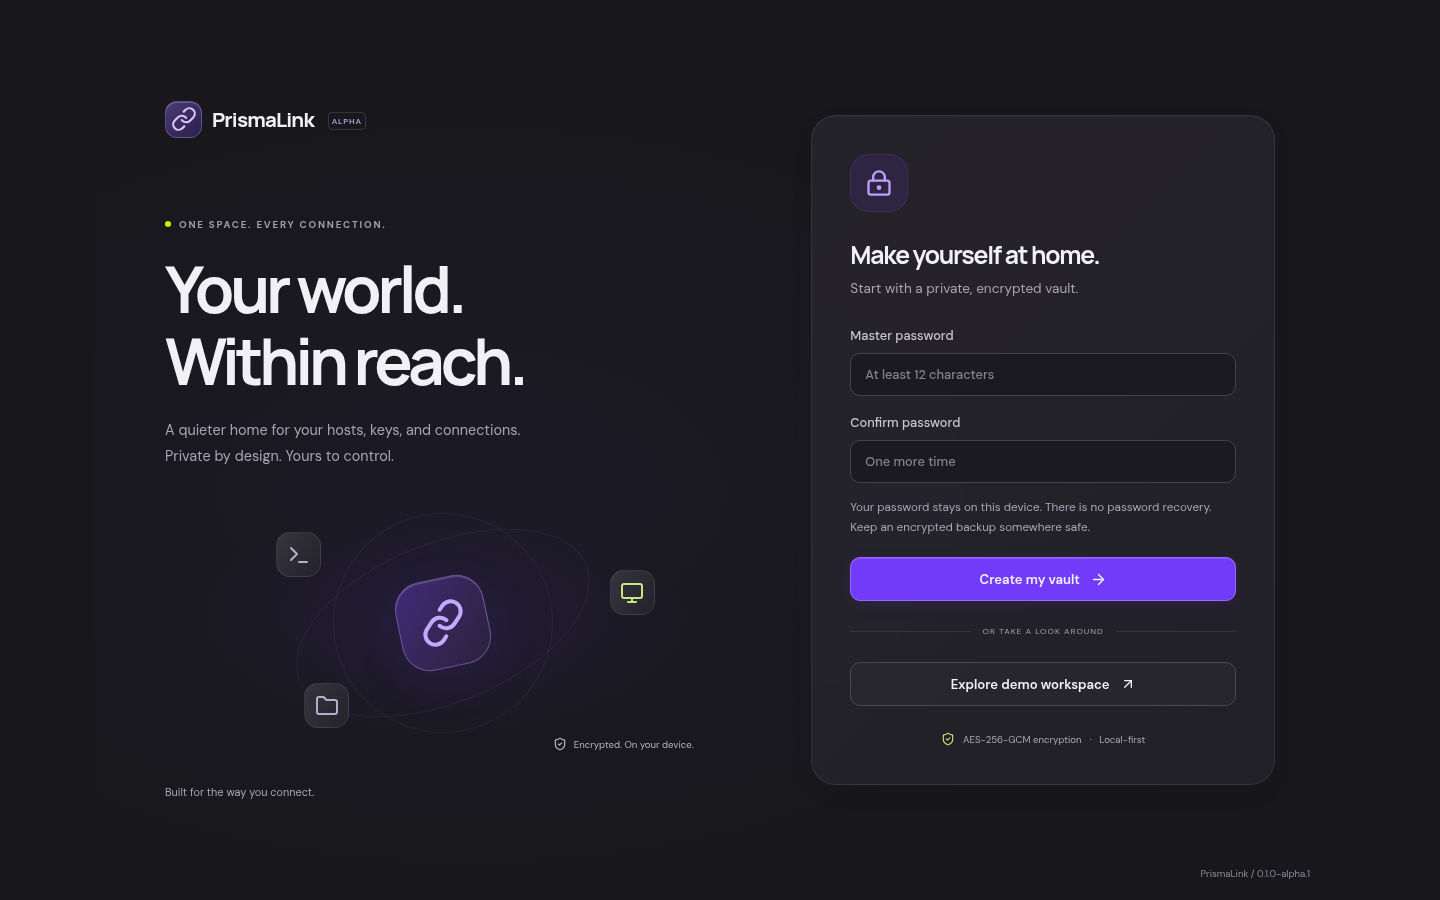 PrismaLink ALPHA
ONE SPACE. EVERY CONNECTION.
Your world.
Within reach.
A quieter home for your hosts, keys, and connections.
Private by design. Yours to control.
Encrypted. On your device.
Built for the way you connect.
Make yourself at home.
Start with a private, encrypted vault.
Master password
At least 12 characters
Confirm password
One more time
Your password stays on this device. There is no password recovery.
Keep an encrypted backup somewhere safe.
Create my vault
OR TAKE A LOOK AROUND
Explore demo workspace
AES-256-GCM encryption · Local-first
PrismaLink / 0.1.0-alpha.1